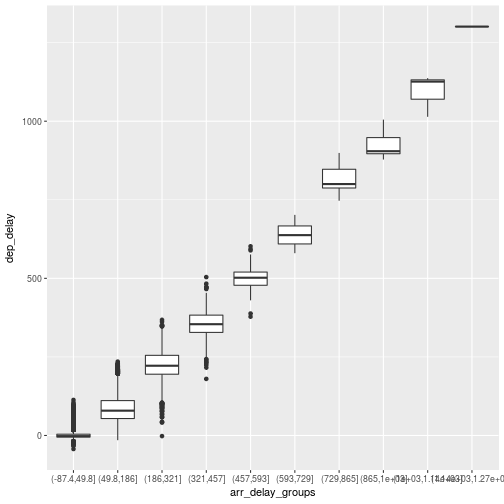 1000
500
0
dep_delay
(-87.4,49.8] (49.8,186] (186,321] (321,457] (457,593] (593,729] (729,865]
arr_delay_groups